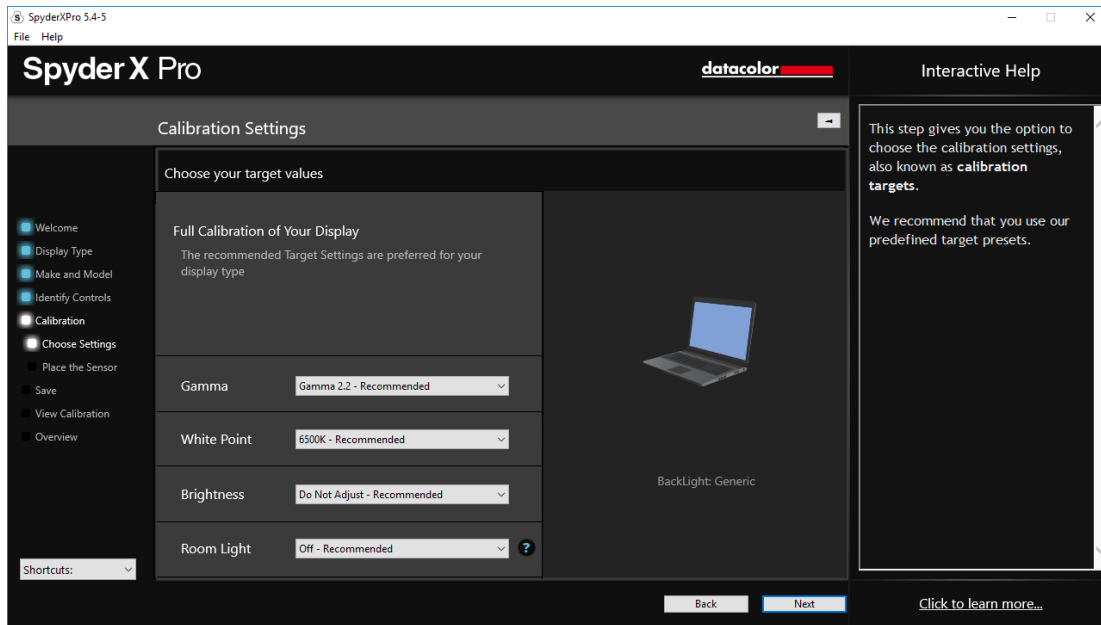 SpyderXPro 5.4-5
File Help
Spyder X Pro
datacolor
Interactive Help
Calibration Settings
Choose your target values
Welcome
Display Type
Make and Model
Identify Controls
Calibration
Choose Settings
Place the Sensor
Save
View Calibration
Overview
Shortcuts:
Full Calibration of Your Display
The recommended Target Settings are preferred for your
display type
Gamma
Gamma 2.2 - Recommended
White Point
6500K - Recommended
Brightness
Do Not Adjust - Recommended
Room Light
Off - Recommended
?
BackLight: Generic
Back
Next
This step gives you the option to
choose the calibration settings,
also known as calibration
targets.
We recommend that you use our
predefined target presets.
Click to learn more...